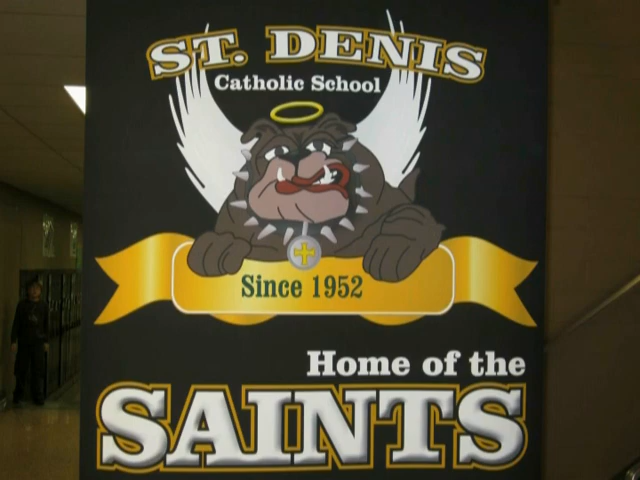 ST. DENIS
Catholic School
Since 1952
Home of the
SAINTS